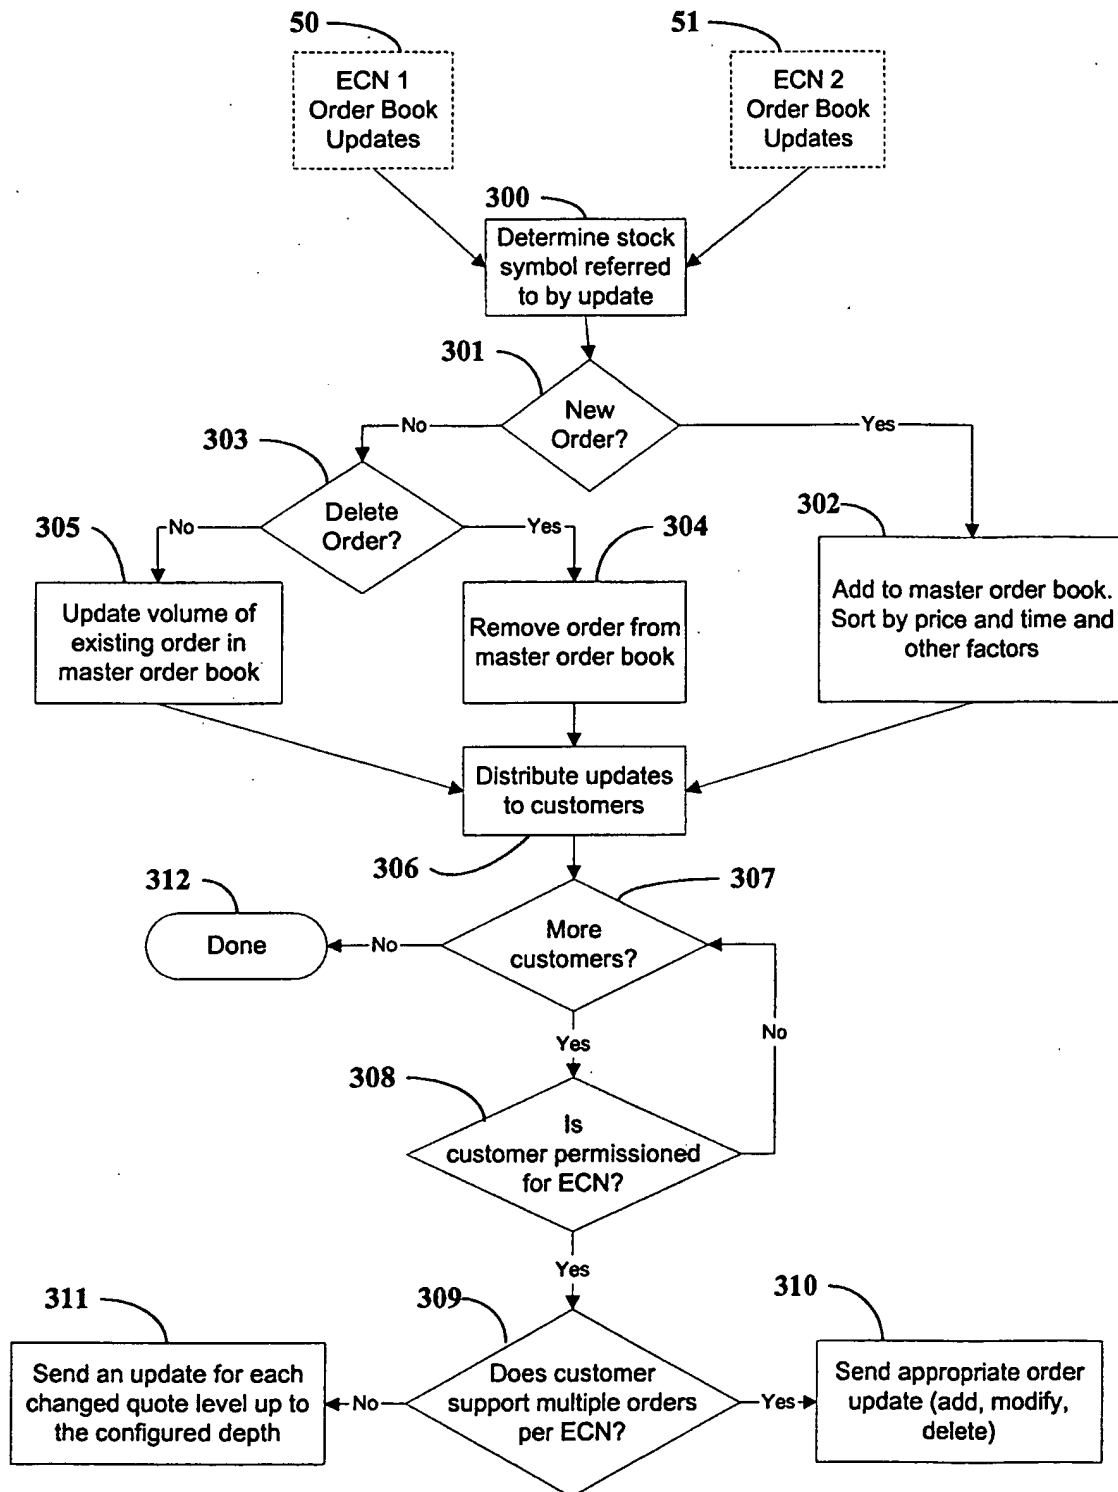 50
51
ECN 1
Order Book
Updates
ECN 2
Order Book
Updates
300
Determine stock
symbol referred
to by update
301
New
Order?
No
Yes
303
Delete
Order?
No
Yes
305
304
302
Update volume of
existing order in
master order book
Remove order from
master order book
Add to master order book.
Sort by price and time and
other factors
Distribute updates
to customers
306
307
312
More
customers?
No
Done
Yes
No
308
Is
customer permissioned
for ECN?
Yes
311
309
310
Send an update for each
changed quote level up to
the configured depth
No
Does customer
support multiple orders
per ECN?
Yes
Send appropriate order
update (add, modify,
delete)